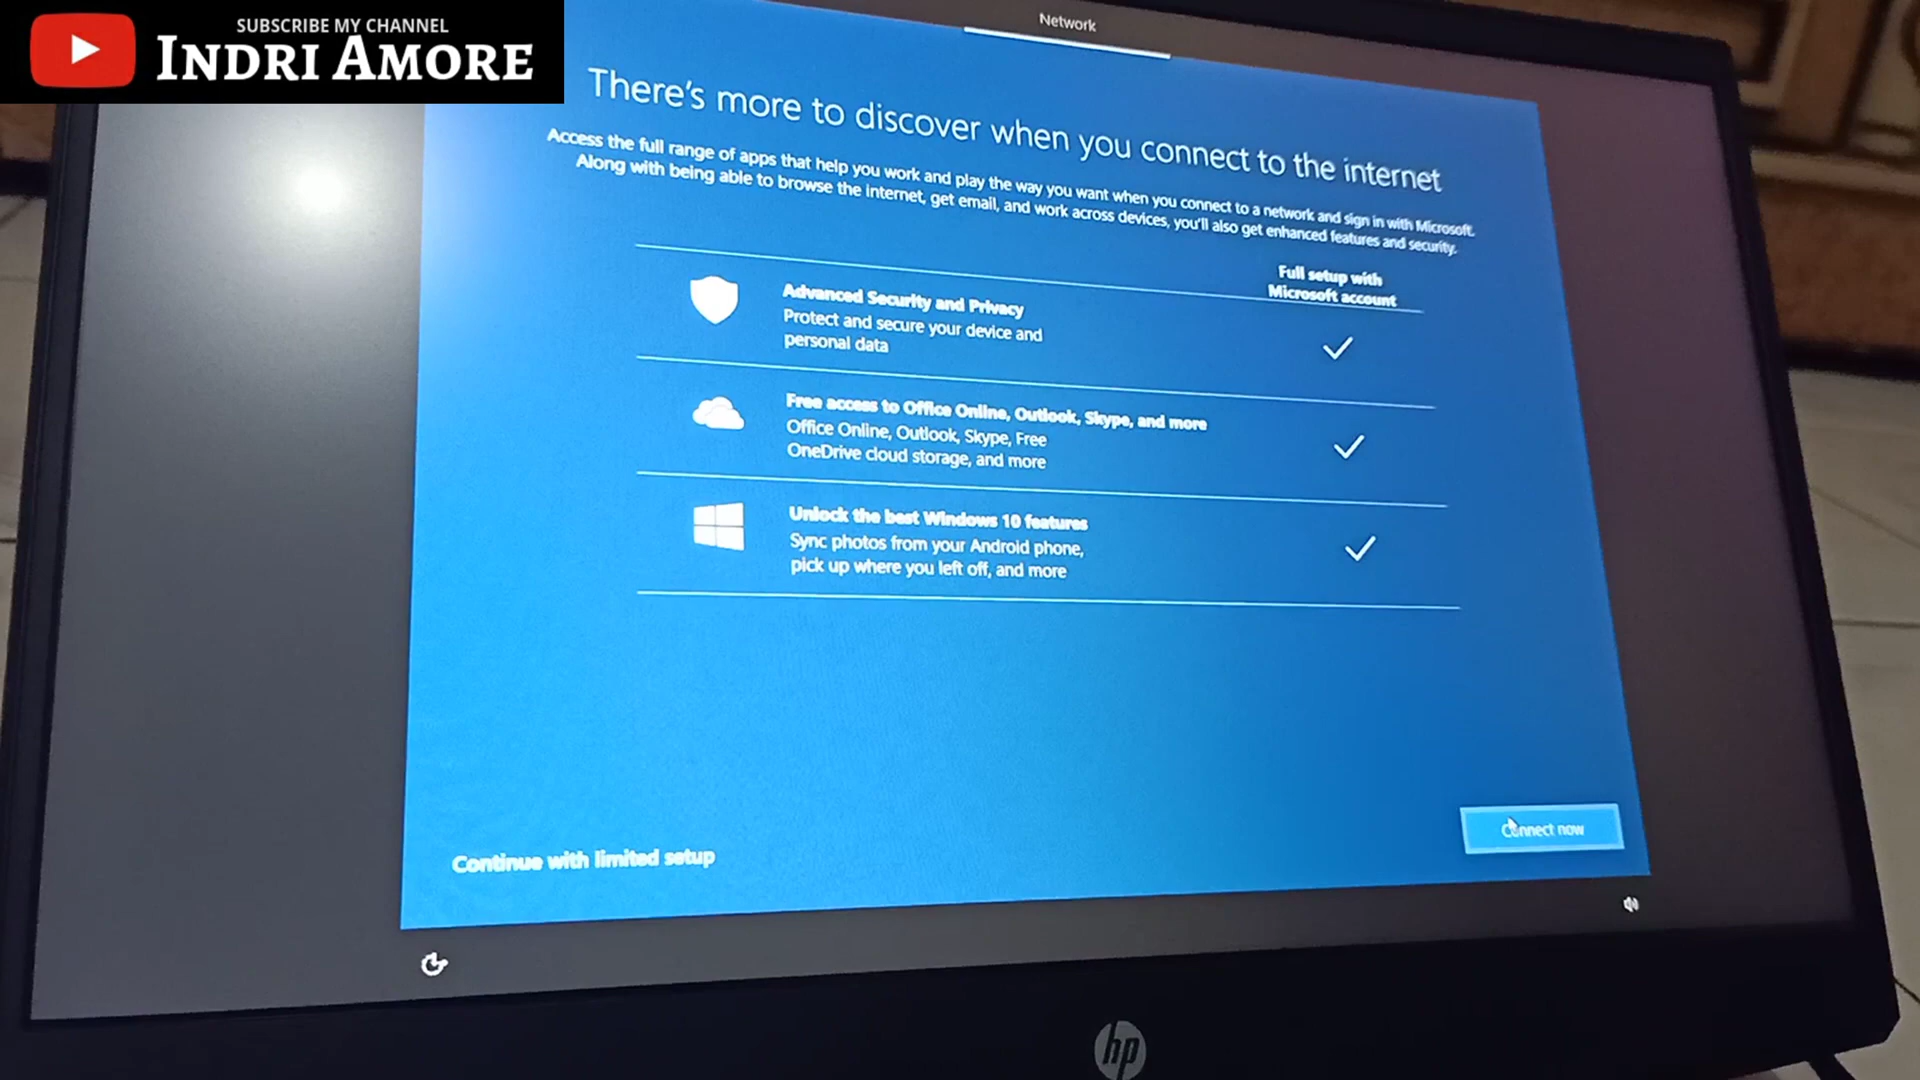 SUBSCRIBE MY CHANNEL
INDRI AMORE
Network
There's more to discover when you connect to the internet
Access the full range of apps that help you work and play the way you want when you connect to a network and sign in with Microsoft.
Along with being able to browse the internet, get email, and work across devices, you'll also get enhanced features and security.
Full setup with
Microsoft account
Advanced Security and Privacy
Protect and secure your device and
personal data
Free access to Office Online, Outlook, Skype, and more
Office Online, Outlook, Skype, Free
OneDrive cloud storage, and more
Unlock the best Windows 10 features
Sync photos from your Android phone,
pick up where you left off, and more
Connect now
Continue with limited setup
hp